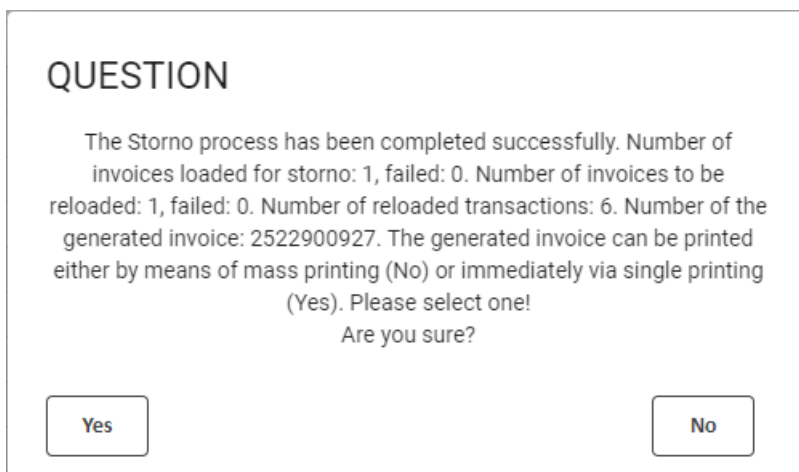 QUESTION
The Storno process has been completed successfully. Number of
invoices loaded for storno: 1, failed: 0. Number of invoices to be
reloaded: 1, failed: 0. Number of reloaded transactions: 6. Number of the
generated invoice: 2522900927. The generated invoice can be printed
either by means of mass printing (No) or immediately via single printing
(Yes). Please select one!
Are you sure?
Yes No